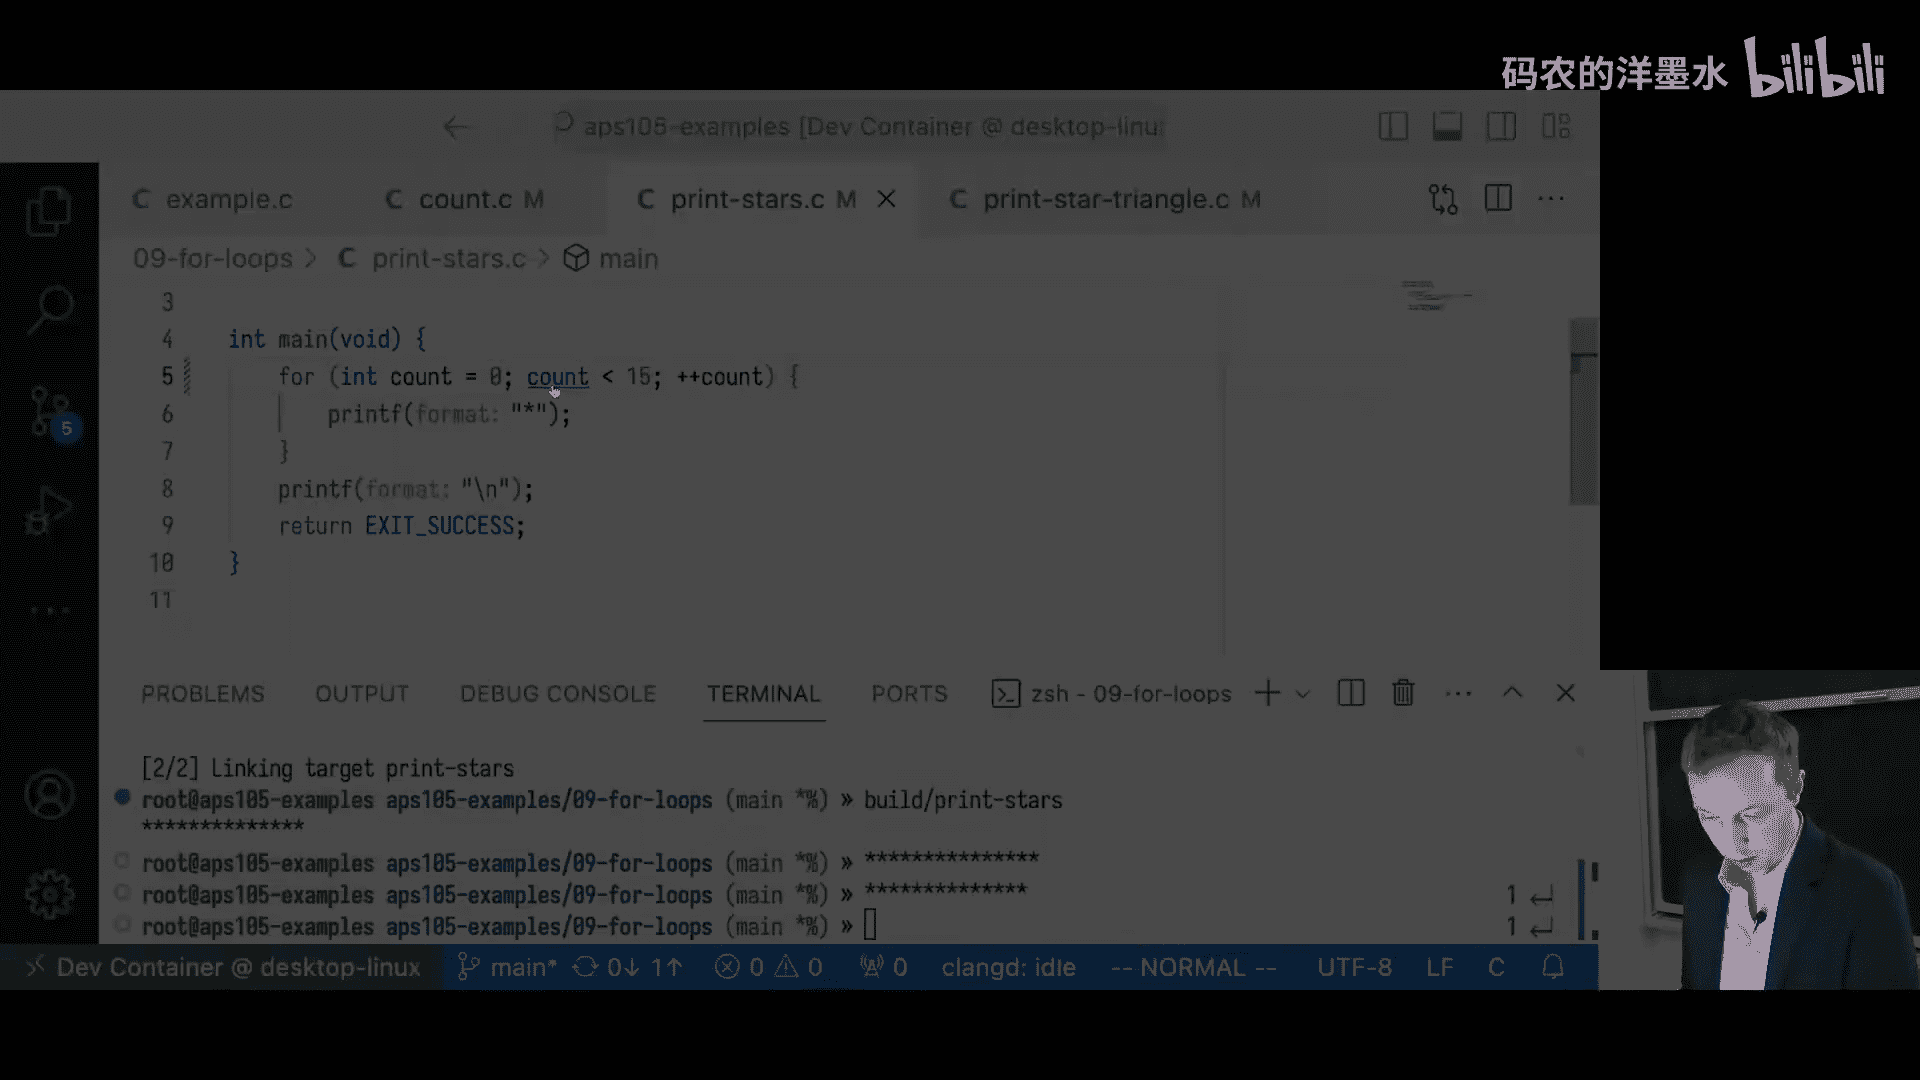 码农的洋墨水 bilibili
aps105-examples [Dev Container @ desktop-linu
example.c
count.c M
print-stars.c M
print-star-triangle.c M
09-for-loops > C print-stars.c > main
3
4 int main(void) {
5 for (int count = 0; count < 15; ++count) {
6 printf(format: "*");
7 }
8 printf(format: "\n");
9 return EXIT_SUCCESS;
10 }
11
PROBLEMS OUTPUT DEBUG CONSOLE TERMINAL PORTS zsh - 09-for-loops
[2/2] Linking target print-stars
root@aps105-examples aps105-examples/09-for-loops (main *%) » build/print-stars
**************
root@aps105-examples aps105-examples/09-for-loops (main *%) » ***************
root@aps105-examples aps105-examples/09-for-loops (main *%) » ************** 1 ↵
root@aps105-examples aps105-examples/09-for-loops (main *%) » 1 ↵
5
Dev Container @ desktop-linux main* 0↓ 1↑ 0 0 0 clangd: idle -- NORMAL -- UTF-8 LF C